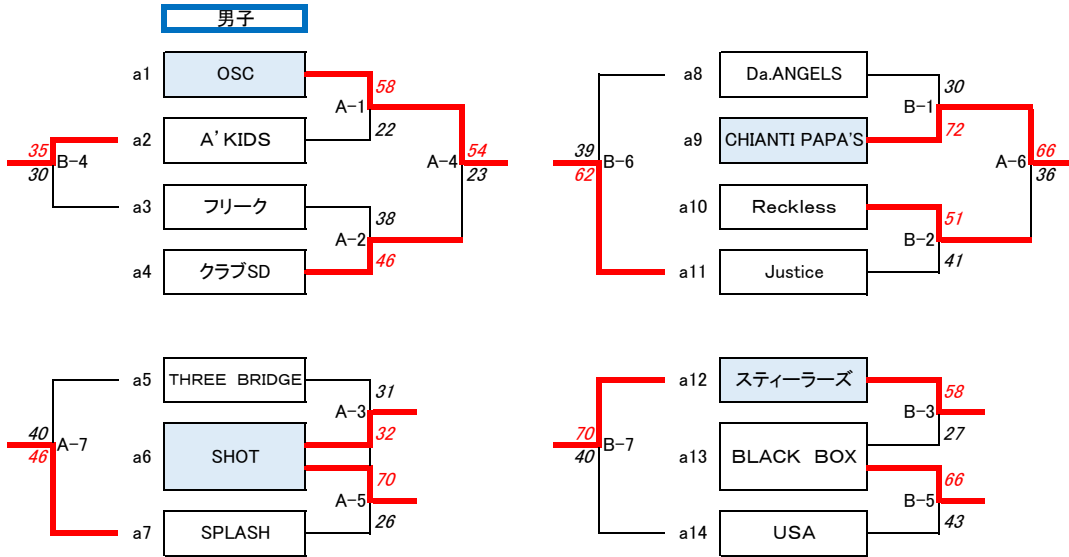 男子
a1 OSC 58
A-1
a2 A'KIDS 22
35 B-4 30
A-4 54 23
a3 フリーク 38
A-2
a4 クラブSD 46
a8 Da.ANGELS 30
B-1
a9 CHIANTI PAPA'S 72
39 B-6 62
A-6 66 36
a10 Reckless 51
B-2
a11 Justice 41
a5 THREE BRIDGE 31
A-3
32
40 A-7 46
a6 SHOT
70
A-5
a7 SPLASH 26
a12 スティーラーズ 58
B-3
27
70 B-7 40
a13 BLACK BOX
66
B-5
a14 USA 43